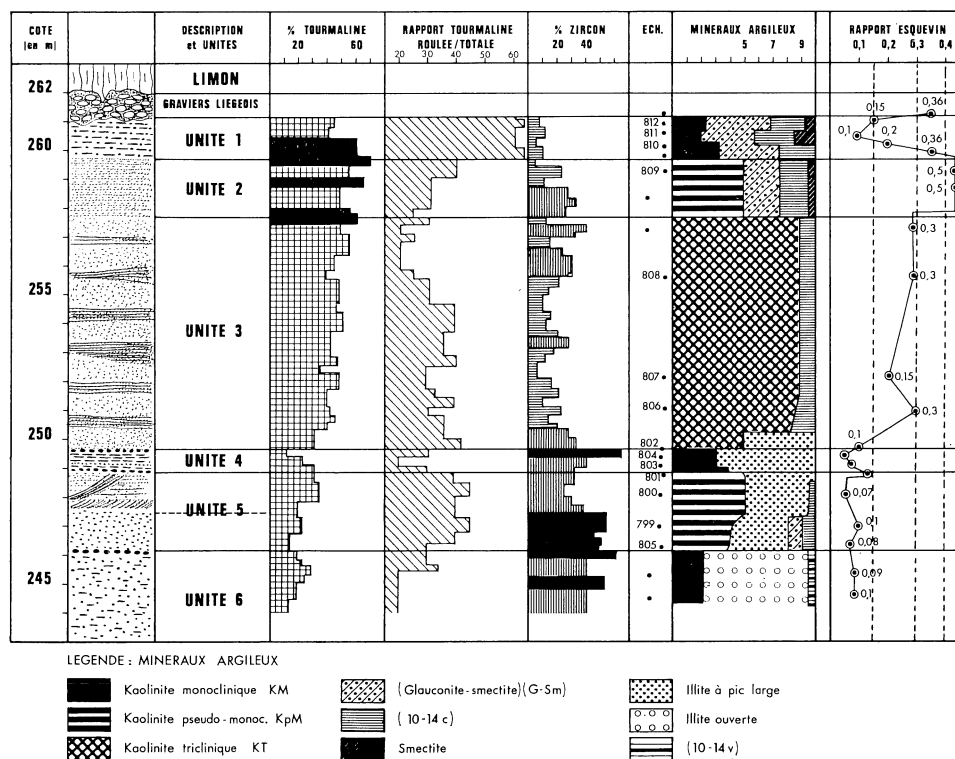 COTE
(en m)
DESCRIPTION
et UNITES
% TOURMALINE
20 60
RAPPORT TOURMALINE
ROULEE/TOTALE
20 30 40 50 60
% ZIRCON
20 40
ECH.
MINERAUX ARGILEUX
5 7 9
RAPPORT ESQUEVIN
0,1 0,2 0,3 0,4
262
LIMON
GRAVIERS LIEGEOIS
0,15 0,36
812
811
260
UNITE 1
810
0,1 0,2
0,36
UNITE 2
809
0,5
0,5
0,3
255
UNITE 3
808
0,3
807
0,15
806
0,3
250
802
0,1
UNITE 4
804
803
801
800
0,07
UNITE 5
799
0,1
805
0,08
245
UNITE 6
0,09
0,1
LEGENDE : MINERAUX ARGILEUX
Kaolinite monoclinique KM
(Glauconite-smectite)(G-Sm)
Illite à pic large
Kaolinite pseudo-monoc. KpM
(10-14 c)
Illite ouverte
Kaolinite triclinique KT
Smectite
(10-14 v)